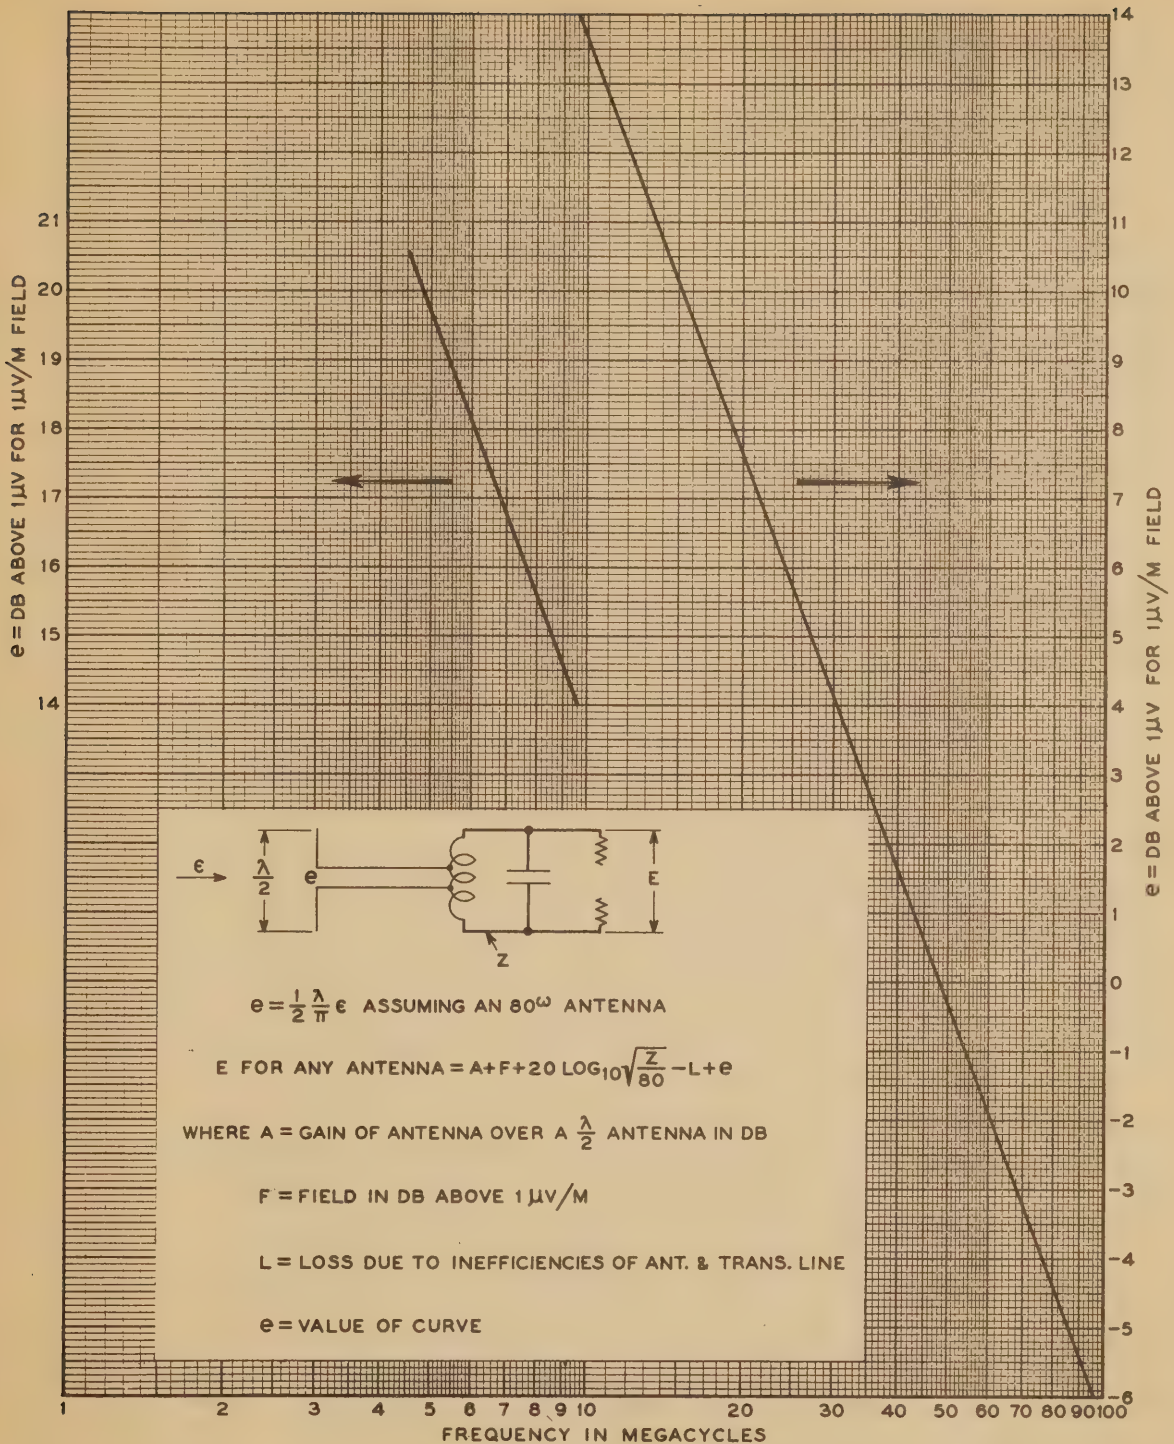 14
13
12
11
10
9
8
7
6
5
4
3
2
1
0
-1
-2
-3
-4
-5
-6
e = DB ABOVE 1μV FOR 1μV/M FIELD
21
20
19
18
17
16
15
14
e = DB ABOVE 1μV FOR 1μV/M FIELD
ϵ λ/2 e E
Z
e = 1/2 λ/π ϵ ASSUMING AN 80ω ANTENNA
E FOR ANY ANTENNA = A+F+20 LOG10 √Z/80 -L+e
WHERE A = GAIN OF ANTENNA OVER A λ/2 ANTENNA IN DB
F = FIELD IN DB ABOVE 1 μV/M
L = LOSS DUE TO INEFFICIENCIES OF ANT. & TRANS. LINE
e = VALUE OF CURVE
1 2 3 4 5 6 7 8 9 10 20 30 40 50 60 70 80 90 100
FREQUENCY IN MEGACYCLES